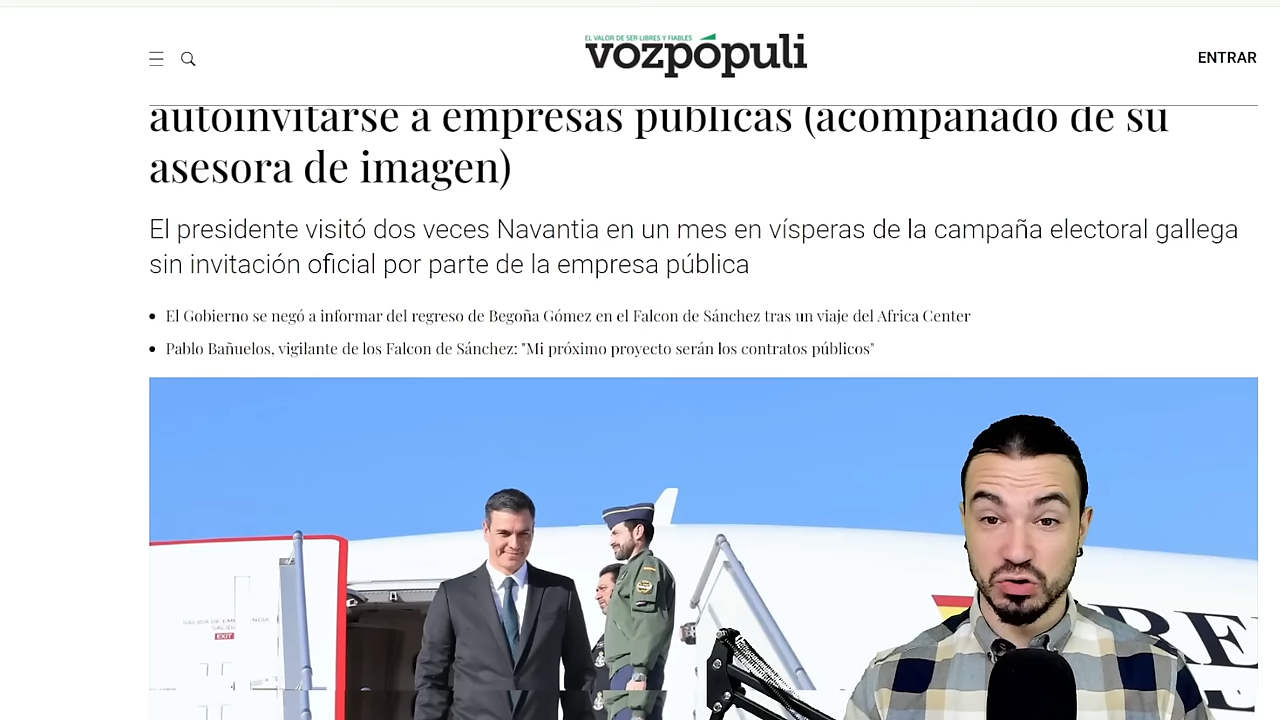 EL VALOR DE SER LIBRES Y FIABLES
vozpópuli
ENTRAR
autoinvitarse a empresas públicas (acompañado de su
asesora de imagen)
El presidente visitó dos veces Navantia en un mes en vísperas de la campaña electoral gallega
sin invitación oficial por parte de la empresa pública
El Gobierno se negó a informar del regreso de Begoña Gómez en el Falcon de Sánchez tras un viaje del Africa Center
Pablo Bañuelos, vigilante de los Falcon de Sánchez: "Mi próximo proyecto serán los contratos públicos"
EXIT